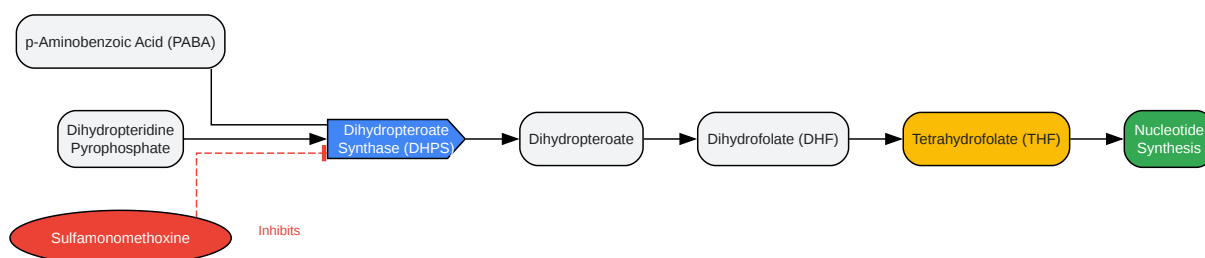 p-Aminobenzoic Acid (PABA)
Dihydropteridine
Pyrophosphate
Dihydropteroate
Synthase (DHPS)
Dihydropteroate
Dihydrofolate (DHF)
Tetrahydrofolate (THF)
Nucleotide
Synthesis
Sulfamonomethoxine
Inhibits